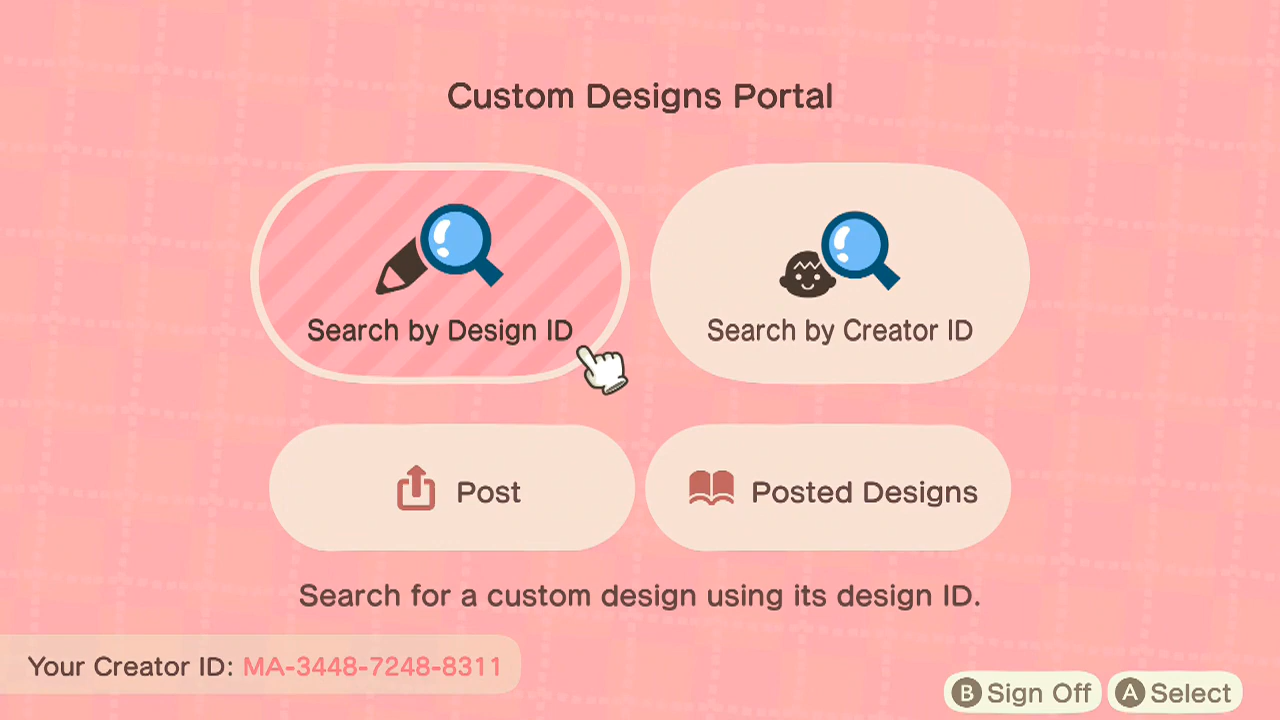 Custom Designs Portal
Search by Design ID
Search by Creator ID
Post
Posted Designs
Search for a custom design using its design ID.
Your Creator ID: MA-3448-7248-8311
B Sign Off A Select